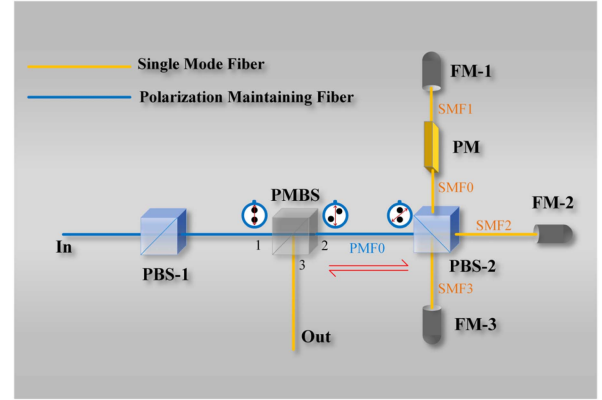 Single Mode Fiber
Polarization Maintaining Fiber
FM-1
SMF1
PM
SMF0
PMBS
FM-2
SMF2
In
1
2
PMF0
PBS-1
3
PBS-2
SMF3
Out
FM-3